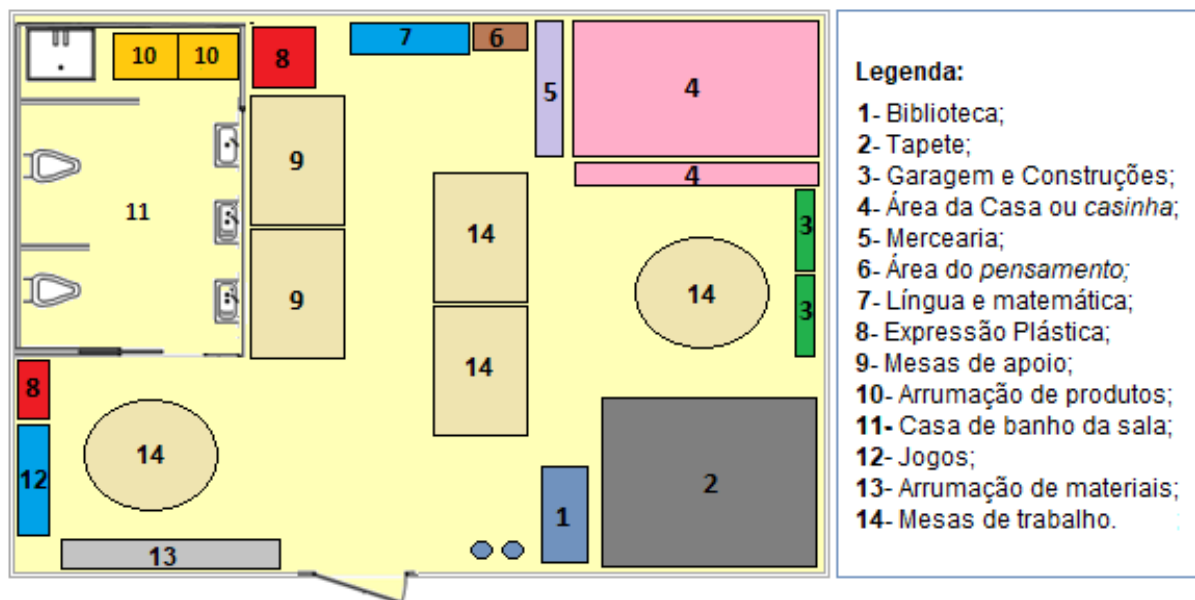 10
10
8
7
6
5
4
4
9
11
14
3
14
9
3
14
8
14
12
2
1
13
Legenda:
1- Biblioteca;
2- Tapete;
3- Garagem e Construções;
4- Área da Casa ou casinha;
5- Mercearia;
6- Área do pensamento;
7- Língua e matemática;
8- Expressão Plástica;
9- Mesas de apoio;
10- Arrumação de produtos;
11- Casa de banho da sala;
12- Jogos;
13- Arrumação de materiais;
14- Mesas de trabalho.